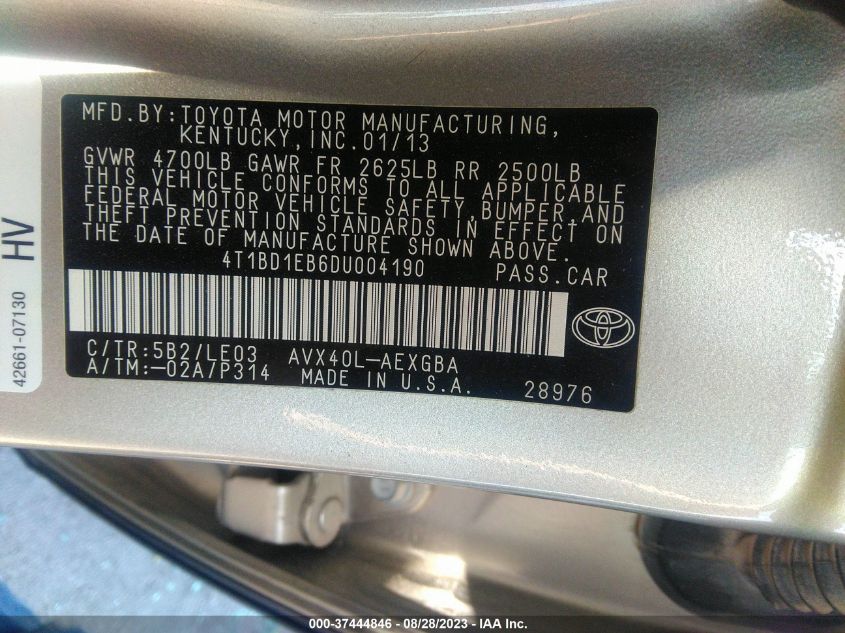 MFD.BY:TOYOTA MOTOR MANUFACTURING,
KENTUCKY,INC.01/13
GVWR 4700LB GAWR FR 2625LB RR 2500LB
THIS VEHICLE CONFORMS TO ALL APPLICABLE
FEDERAL MOTOR VEHICLE SAFETY,BUMPER,AND
THEFT PREVENTION STANDARDS IN EFFECT ON
THE DATE OF MANUFACTURE SHOWN ABOVE.
4T1BD1EB6DU004190 PASS.CAR
C/TR:5B2/LE03 AVX40L-AEXGBA
A/TM:-02A/P314 MADE IN U.S.A. 28976
42661-07130 HV
000-37444846 / 08/28/2023 - IAA Inc.